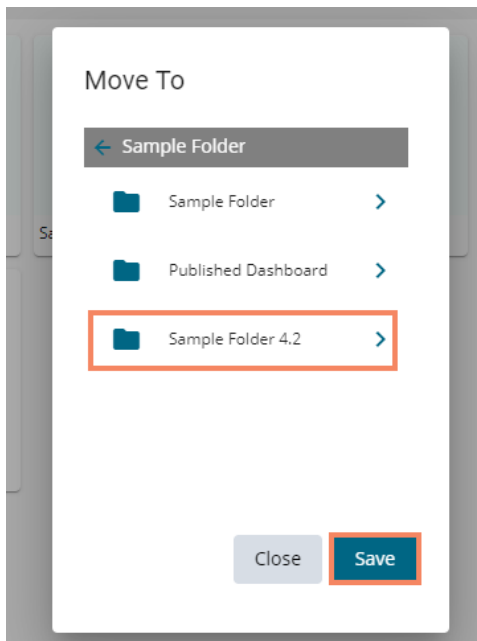 Move To
Sample Folder
Sample Folder
Published Dashboard
Sample Folder 4.2
Close
Save